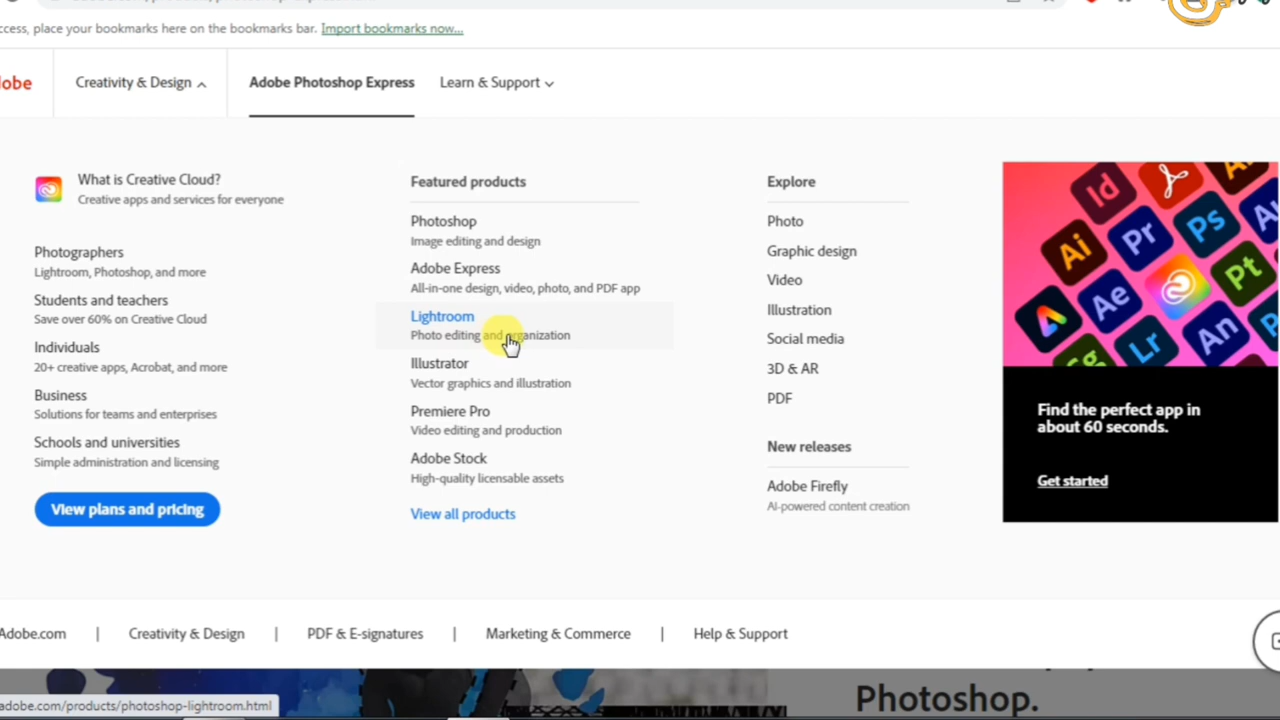 ccess, place your bookmarks here on the bookmarks bar. Import bookmarks now...
dobe
Creativity & Design
Adobe Photoshop Express
Learn & Support
What is Creative Cloud?
Creative apps and services for everyone
Photographers
Lightroom, Photoshop, and more
Students and teachers
Save over 60% on Creative Cloud
Individuals
20+ creative apps, Acrobat, and more
Business
Solutions for teams and enterprises
Schools and universities
Simple administration and licensing
View plans and pricing
Featured products
Photoshop
Image editing and design
Adobe Express
All-in-one design, video, photo, and PDF app
Lightroom
Photo editing and organization
Illustrator
Vector graphics and illustration
Premiere Pro
Video editing and production
Adobe Stock
High-quality licensable assets
View all products
Explore
Photo
Graphic design
Video
Illustration
Social media
3D & AR
PDF
New releases
Adobe Firefly
AI-powered content creation
Id
Ai
Pr
Ps
Ae
Pt
Lr
An
Find the perfect app in
about 60 seconds.
Get started
Adobe.com | Creativity & Design | PDF & E-signatures | Marketing & Commerce | Help & Support
Photoshop.
adobe.com/products/photoshop-lightroom.html